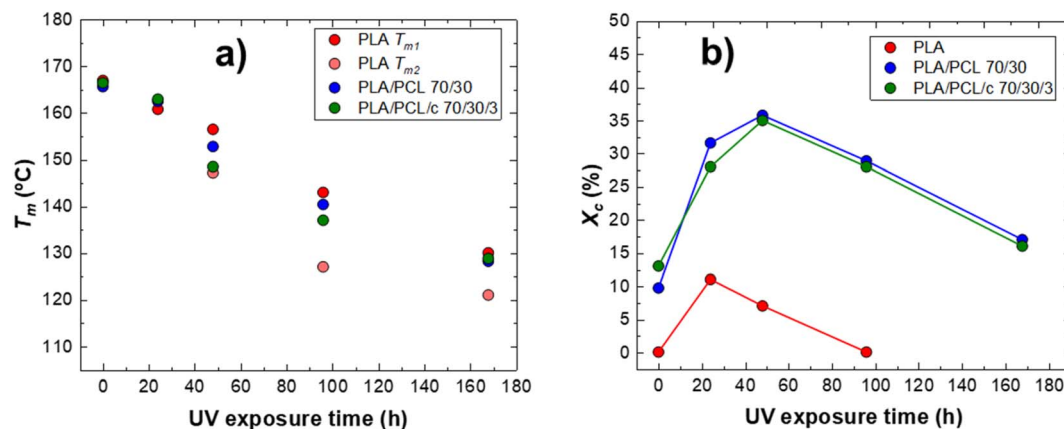 a)
PLA Tm1
PLA Tm2
PLA/PCL 70/30
PLA/PCL/c 70/30/3
180
170
160
150
140
130
120
110
Tm (ºC)
0 20 40 60 80 100 120 140 160 180
UV exposure time (h)
b)
PLA
PLA/PCL 70/30
PLA/PCL/c 70/30/3
50
45
40
35
30
25
20
15
10
5
0
Xc (%)
0 20 40 60 80 100 120 140 160 180
UV exposure time (h)